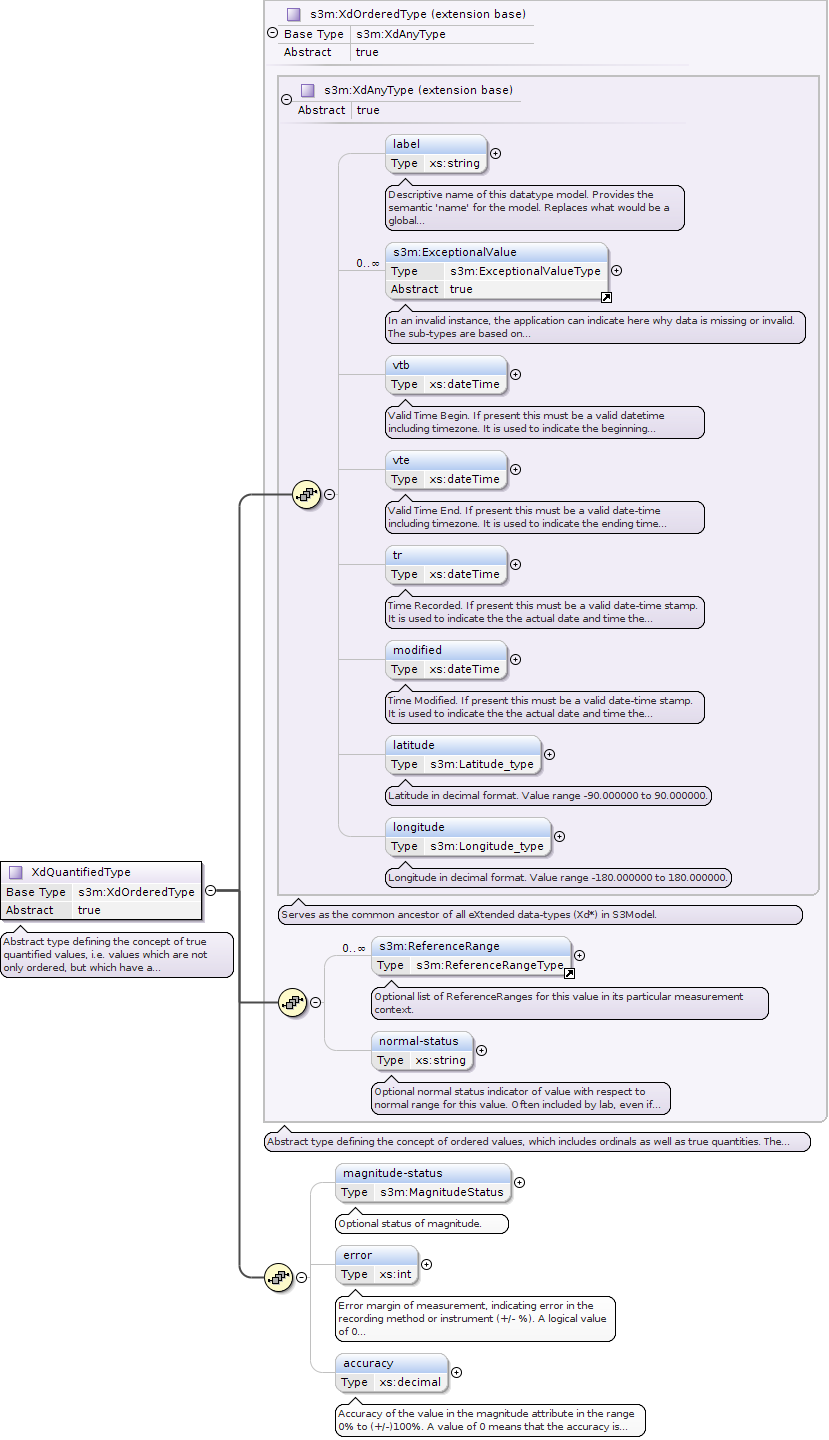 s3m:XdOrderedType (extension base)
Base Type s3m:XdAnyType
Abstract true
s3m:XdAnyType (extension base)
Abstract true
label
Type xs:string
Descriptive name of this datatype model. Provides the
semantic 'name' for the model. Replaces what would be a
global...
0..∞
s3m:ExceptionalValue
Type s3m:ExceptionalValueType
Abstract true
In an invalid instance, the application can indicate here why data is missing or invalid.
The sub-types are based on...
vtb
Type xs:dateTime
Valid Time Begin. If present this must be a valid datetime
including timezone. It is used to indicate the beginning...
vte
Type xs:dateTime
Valid Time End. If present this must be a valid date-time
including timezone. It is used to indicate the ending time...
tr
Type xs:dateTime
Time Recorded. If present this must be a valid date-time stamp.
It is used to indicate the the actual date and time the...
modified
Type xs:dateTime
Time Modified. If present this must be a valid date-time stamp.
It is used to indicate the the actual date and time the...
latitude
Type s3m:Latitude_type
Latitude in decimal format. Value range -90.000000 to 90.000000.
longitude
Type s3m:Longitude_type
Longitude in decimal format. Value range -180.000000 to 180.000000.
XdQuantifiedType
Base Type s3m:XdOrderedType
Abstract true
Abstract type defining the concept of true
quantified values, i.e. values which are not
only ordered, but which have a...
Serves as the common ancestor of all eXtended data-types (Xd*) in S3Model.
0..∞
s3m:ReferenceRange
Type s3m:ReferenceRangeType
Optional list of ReferenceRanges for this value in its particular measurement
context.
normal-status
Type xs:string
Optional normal status indicator of value with respect to
normal range for this value. Often included by lab, even if...
Abstract type defining the concept of ordered values, which includes ordinals as well as true quantities. The...
magnitude-status
Type s3m:MagnitudeStatus
Optional status of magnitude.
error
Type xs:int
Error margin of measurement, indicating error in the
recording method or instrument (+/- %). A logical value
of 0...
accuracy
Type xs:decimal
Accuracy of the value in the magnitude attribute in the range
0% to (+/-)100%. A value of 0 means that the accuracy is...